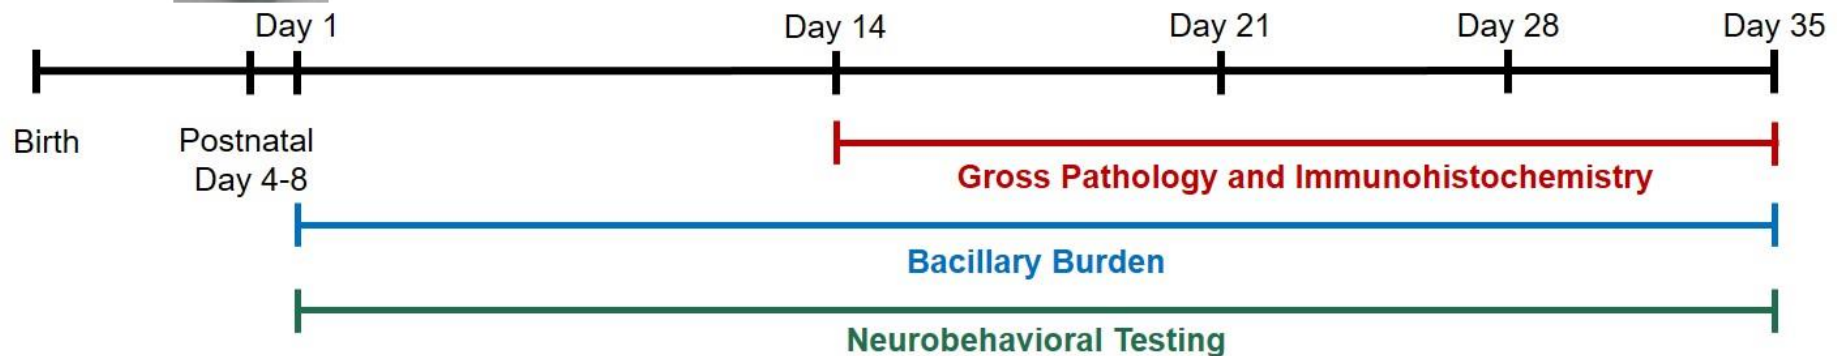 Day 1
Day 14
Day 21
Day 28
Day 35
Birth
Postnatal
Day 4-8
Gross Pathology and Immunohistochemistry
Bacillary Burden
Neurobehavioral Testing